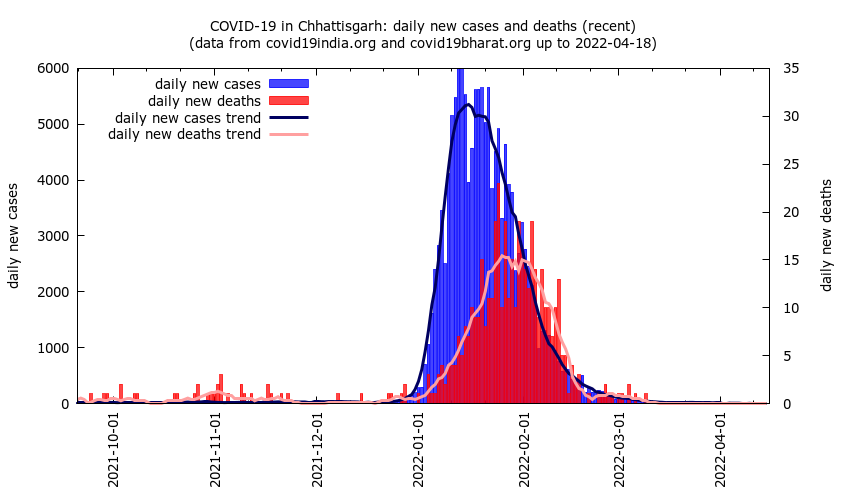 COVID-19 in Chhattisgarh: daily new cases and deaths (recent)
(data from covid19india.org and covid19bharat.org up to 2022-04-18)
daily new cases
daily new deaths
daily new cases trend
daily new deaths trend
6000
5000
4000
3000
2000
1000
0
35
30
25
20
15
10
5
0
daily new cases
daily new deaths
2021-10-01
2021-11-01
2021-12-01
2022-01-01
2022-02-01
2022-03-01
2022-04-01